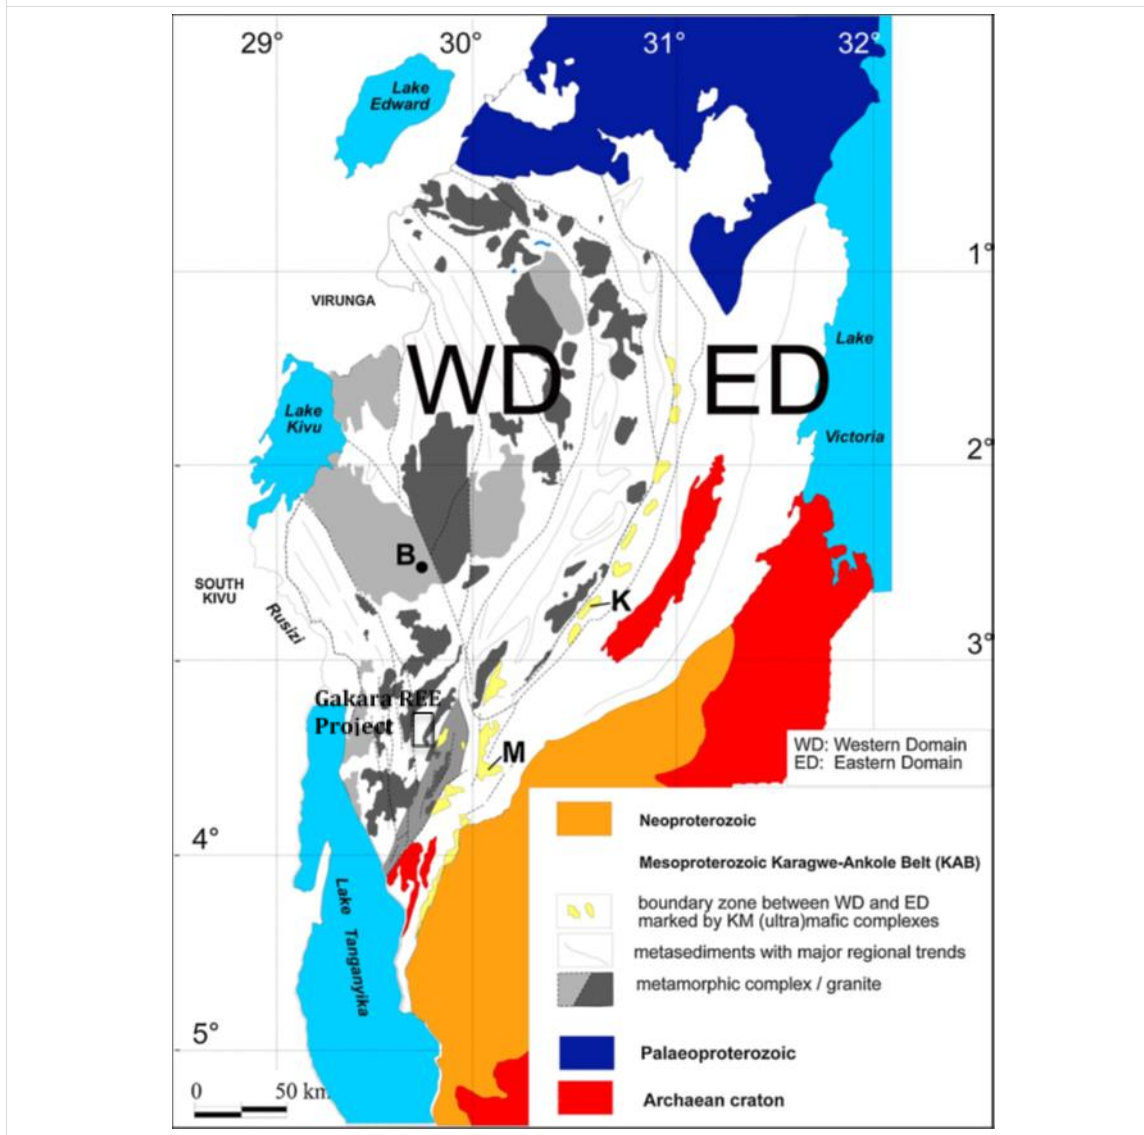 29°
30°
31°
32°
Lake
Edward
1°
VIRUNGA
WD
ED
Lake
Victoria
Lake
Kivu
2°
B
SOUTH
KIVU
Rusizi
K
3°
Gakara REE
Project
M
WD: Western Domain
ED: Eastern Domain
4°
Lake Tanganyika
5°
0 50 km
Neoproterozoic
Mesoproterozoic Karagwe-Ankole Belt (KAB)
boundary zone between WD and ED
marked by KM (ultra)mafic complexes
metasediments with major regional trends
metamorphic complex / granite
Palaeoproterozoic
Archaean craton